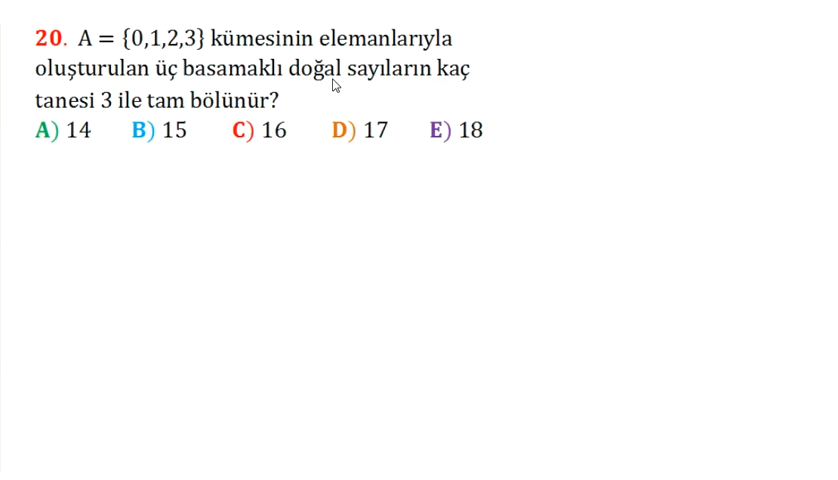 20. A = {0,1,2,3} kümesinin elemanlarıyla
oluşturulan üç basamaklı doğal sayıların kaç
tanesi 3 ile tam bölünür?
A) 14 B) 15 C) 16 D) 17 E) 18